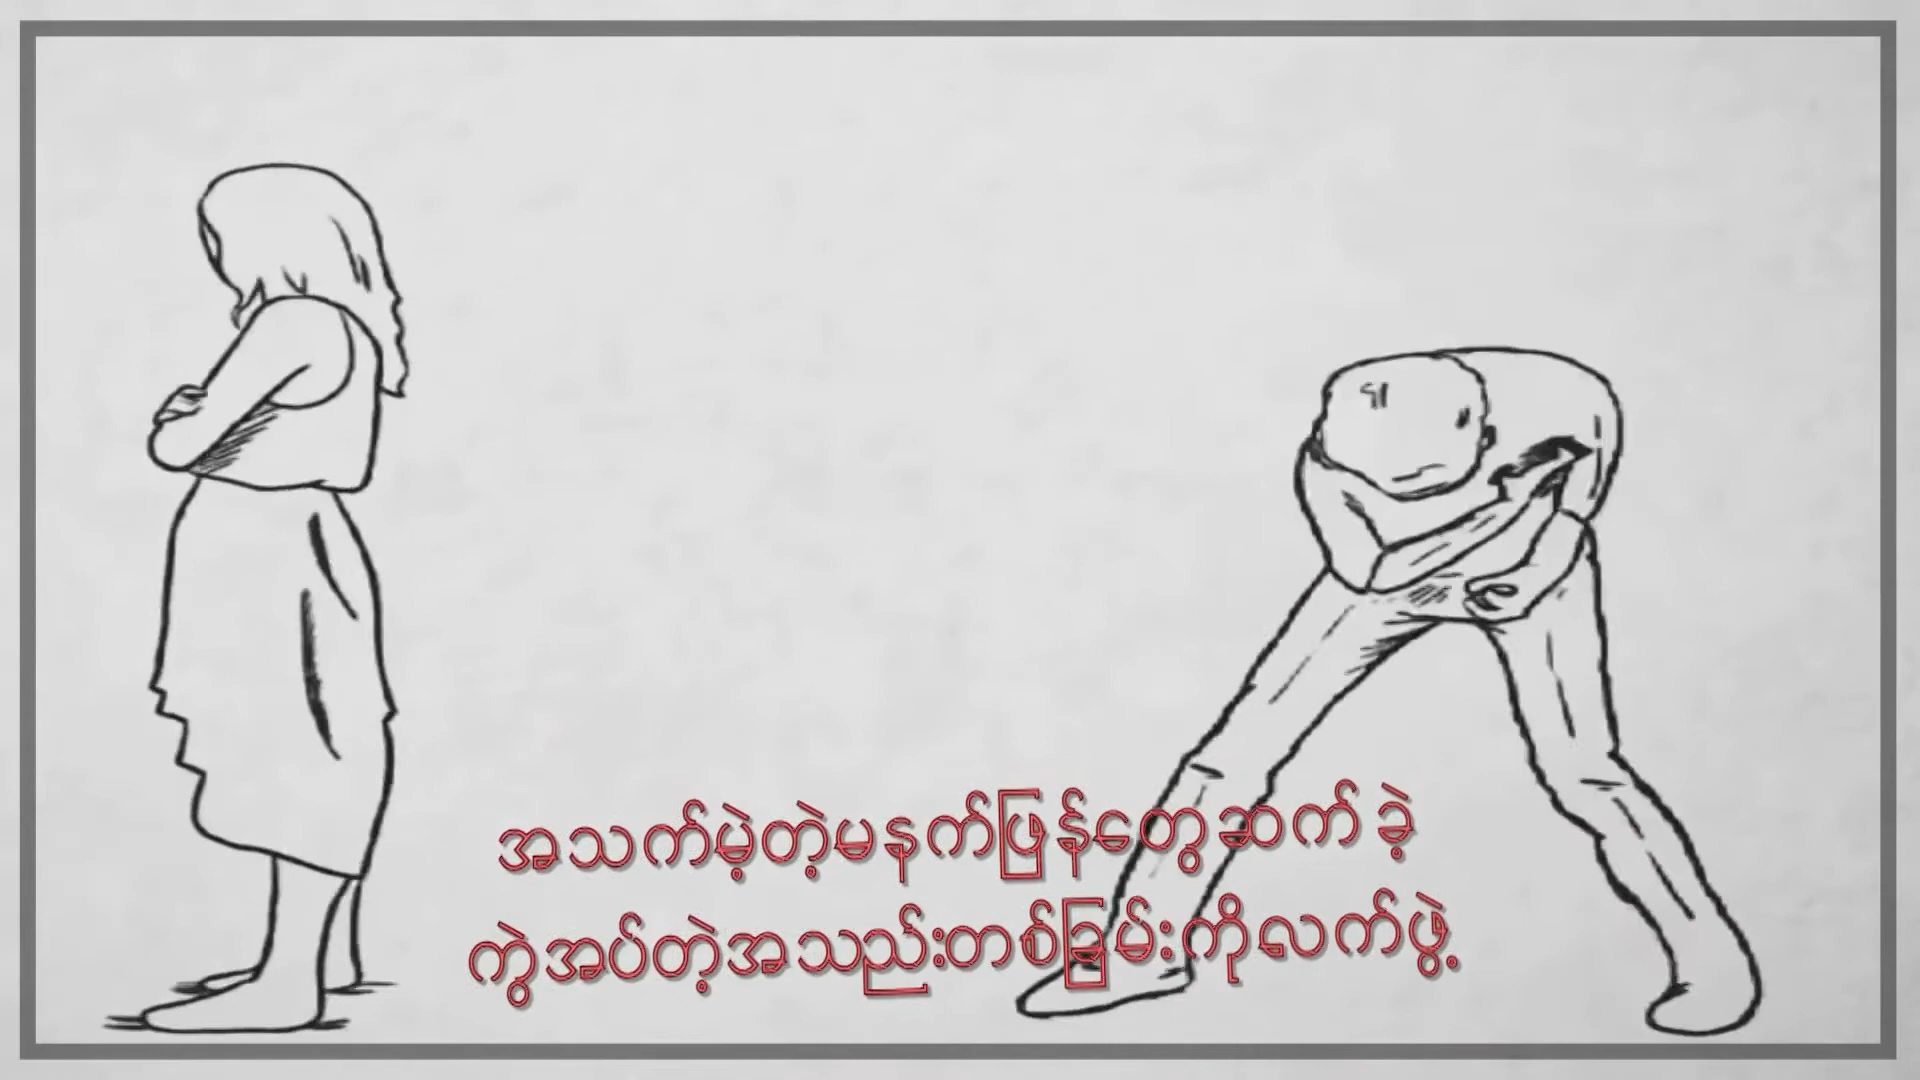 အသက်မဲ့တဲ့မနက်ဖြန်တွေဆက် ခဲ့
ကွဲအပ်တဲ့အသည်းတစ်ခြမ်းကိုလက်ဖွဲ့